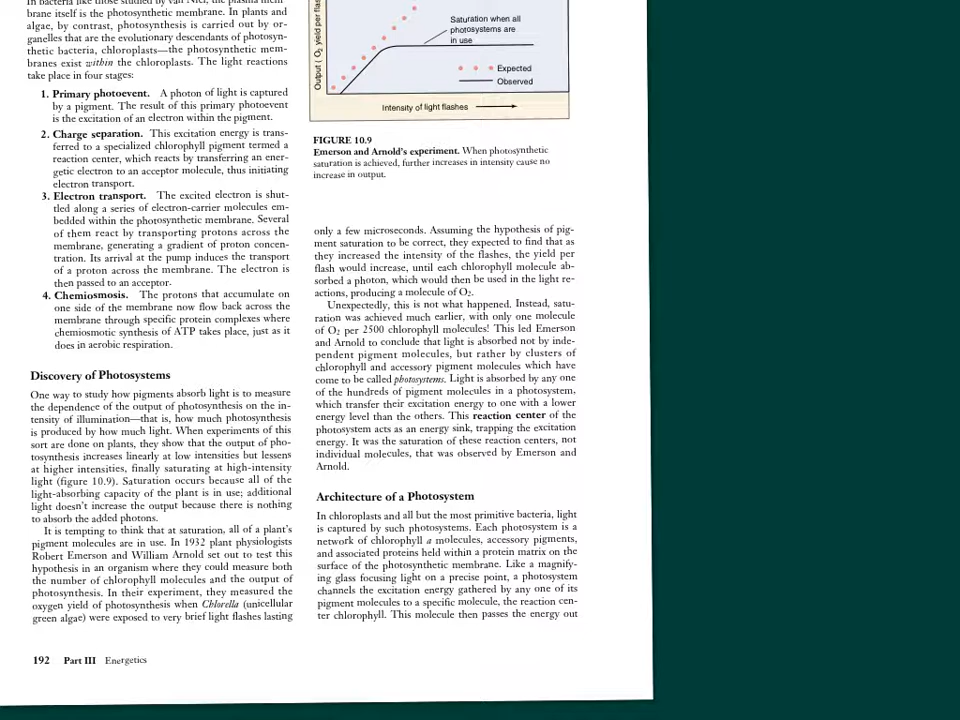 In bacteria like those studied by van Niel, the plasma mem-
brane itself is the photosynthetic membrane. In plants and
algae, by contrast, photosynthesis is carried out by or-
ganelles that are the evolutionary descendants of photosyn-
thetic bacteria, chloroplasts—the photosynthetic mem-
branes exist within the chloroplasts. The light reactions
take place in four stages:
1. Primary photoevent. A photon of light is captured
by a pigment. The result of this primary photoevent
is the excitation of an electron within the pigment.
2. Charge separation. This excitation energy is trans-
ferred to a specialized chlorophyll pigment termed a
reaction center, which reacts by transferring an ener-
getic electron to an acceptor molecule, thus initiating
electron transport.
3. Electron transport. The excited electron is shut-
tled along a series of electron-carrier molecules em-
bedded within the photosynthetic membrane. Several
of them react by transporting protons across the
membrane, generating a gradient of proton concen-
tration. Its arrival at the pump induces the transport
of a proton across the membrane. The electron is
then passed to an acceptor.
4. Chemiosmosis. The protons that accumulate on
one side of the membrane now flow back across the
membrane through specific protein complexes where
chemiosmotic synthesis of ATP takes place, just as it
does in aerobic respiration.
Discovery of Photosystems
One way to study how pigments absorb light is to measure
the dependence of the output of photosynthesis on the in-
tensity of illumination—that is, how much photosynthesis
is produced by how much light. When experiments of this
sort are done on plants, they show that the output of pho-
tosynthesis increases linearly at low intensities but lessens
at higher intensities, finally saturating at high-intensity
light (figure 10.9). Saturation occurs because all of the
light-absorbing capacity of the plant is in use; additional
light doesn't increase the output because there is nothing
to absorb the added photons.
It is tempting to think that at saturation, all of a plant's
pigment molecules are in use. In 1932 plant physiologists
Robert Emerson and William Arnold set out to test this
hypothesis in an organism where they could measure both
the number of chlorophyll molecules and the output of
photosynthesis. In their experiment, they measured the
oxygen yield of photosynthesis when Chlorella (unicellular
green algae) were exposed to very brief light flashes lasting
Output (O2 yield per flas
Saturation when all
photosystems are
in use
Expected
Observed
Intensity of light flashes
FIGURE 10.9
Emerson and Arnold's experiment. When photosynthetic
saturation is achieved, further increases in intensity cause no
increase in output.
only a few microseconds. Assuming the hypothesis of pig-
ment saturation to be correct, they expected to find that as
they increased the intensity of the flashes, the yield per
flash would increase, until each chlorophyll molecule ab-
sorbed a photon, which would then be used in the light re-
actions, producing a molecule of O2.
Unexpectedly, this is not what happened. Instead, satu-
ration was achieved much earlier, with only one molecule
of O2 per 2500 chlorophyll molecules! This led Emerson
and Arnold to conclude that light is absorbed not by inde-
pendent pigment molecules, but rather by clusters of
chlorophyll and accessory pigment molecules which have
come to be called photosystems. Light is absorbed by any one
of the hundreds of pigment molecules in a photosystem,
which transfer their excitation energy to one with a lower
energy level than the others. This reaction center of the
photosystem acts as an energy sink, trapping the excitation
energy. It was the saturation of these reaction centers, not
individual molecules, that was observed by Emerson and
Arnold.
Architecture of a Photosystem
In chloroplasts and all but the most primitive bacteria, light
is captured by such photosystems. Each photosystem is a
network of chlorophyll a molecules, accessory pigments,
and associated proteins held within a protein matrix on the
surface of the photosynthetic membrane. Like a magnify-
ing glass focusing light on a precise point, a photosystem
channels the excitation energy gathered by any one of its
pigment molecules to a specific molecule, the reaction cen-
ter chlorophyll. This molecule then passes the energy out
192 Part III Energetics